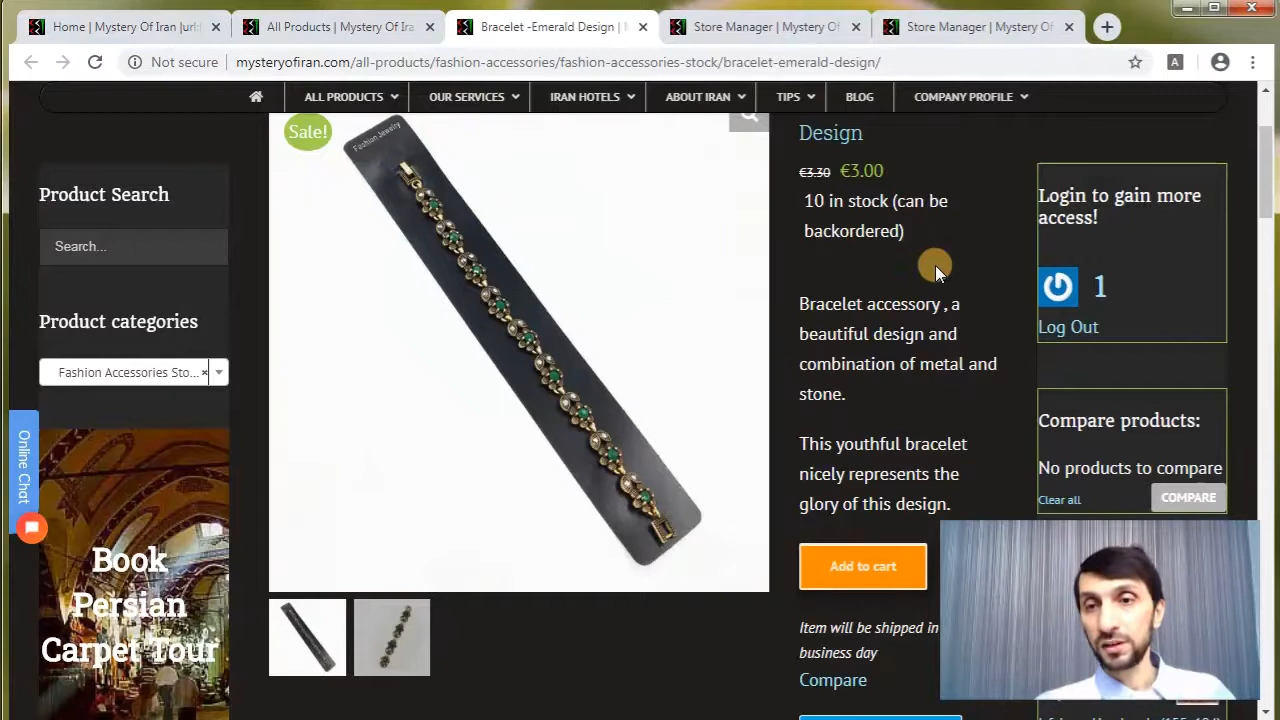 Home | Mystery Of Iran |urk
All Products | Mystery Of Ira
Bracelet -Emerald Design |
Store Manager | Mystery Of
Store Manager | Mystery Of
Not secure
mysteryofiran.com/all-products/fashion-accessories/fashion-accessories-stock/bracelet-emerald-design/
A
ALL PRODUCTS
OUR SERVICES
IRAN HOTELS
ABOUT IRAN
TIPS
BLOG
COMPANY PROFILE
Product Search
Search...
Product categories
Fashion Accessories Sto...
Online Chat
Book
Persian
Carpet Tour
Sale!
Fashion Jewelry
Design
€3.30 €3.00
10 in stock (can be
backordered)
Bracelet accessory , a
beautiful design and
combination of metal and
stone.
This youthful bracelet
nicely represents the
glory of this design.
Add to cart
Item will be shipped in
business day
Compare
Login to gain more
access!
1
Log Out
Compare products:
No products to compare
Clear all
COMPARE